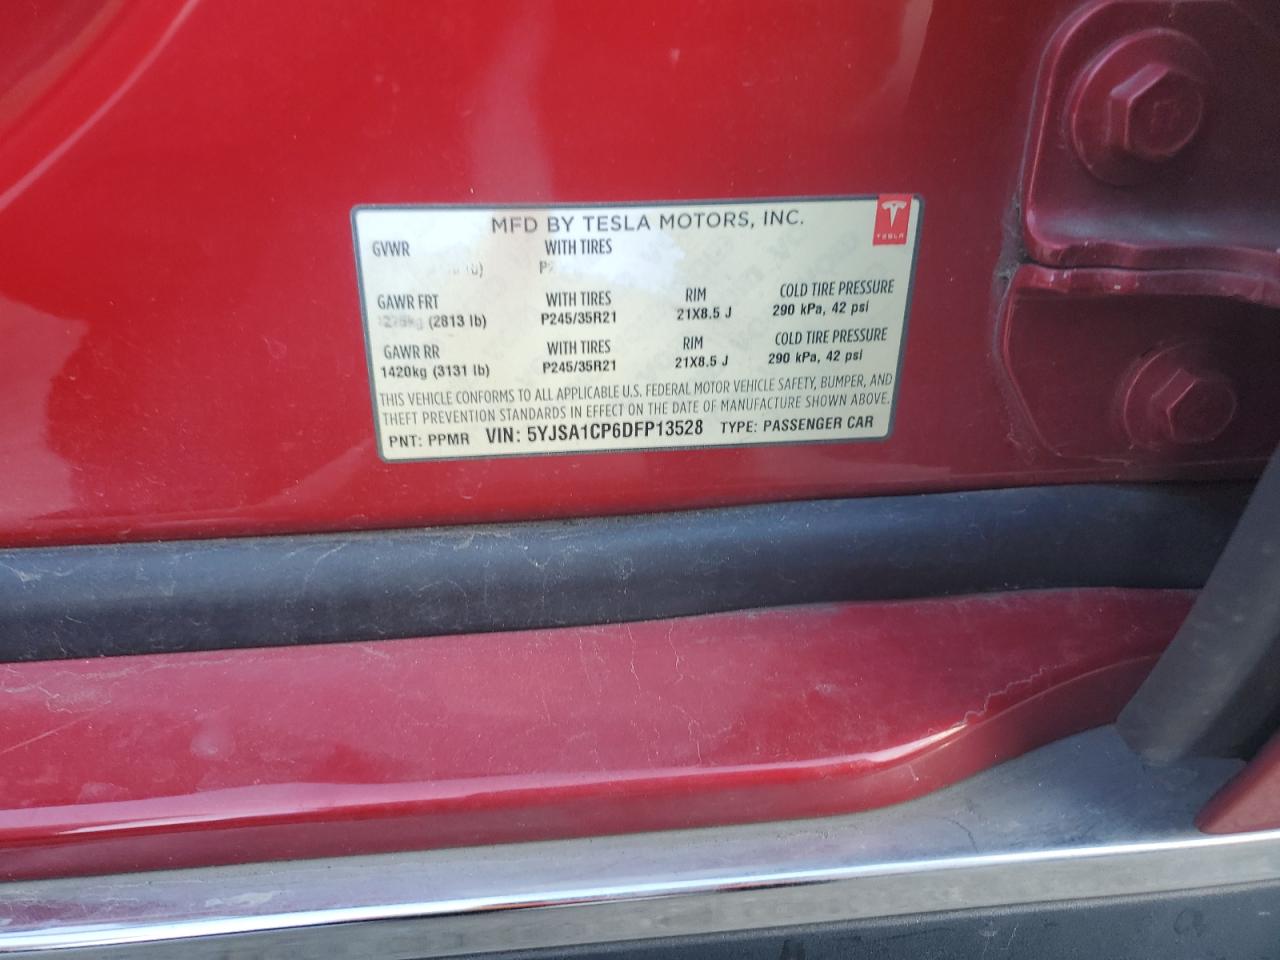 MFD BY TESLA MOTORS, INC.
TESLA
GVWR WITH TIRES
GAWR FRT WITH TIRES RIM COLD TIRE PRESSURE
(2813 lb) P245/35R21 21X8.5 J 290 kPa, 42 psi
GAWR RR WITH TIRES RIM COLD TIRE PRESSURE
1420kg (3131 lb) P245/35R21 21X8.5 J 290 kPa, 42 psi
THIS VEHICLE CONFORMS TO ALL APPLICABLE U.S. FEDERAL MOTOR VEHICLE SAFETY, BUMPER, AND
THEFT PREVENTION STANDARDS IN EFFECT ON THE DATE OF MANUFACTURE SHOWN ABOVE.
PNT: PPMR VIN: 5YJSA1CP6DFP13528 TYPE: PASSENGER CAR